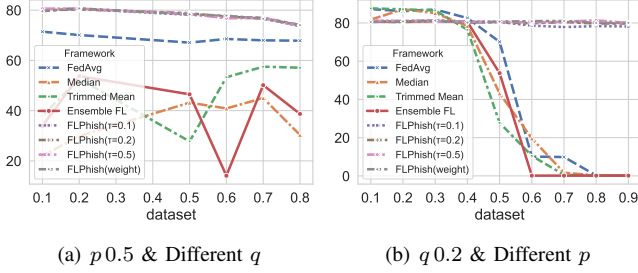 80
60
40
20
0.1 0.2 0.3 0.4 0.5 0.6 0.7 0.8
dataset
Framework
FedAvg
Median
Trimmed Mean
Ensemble FL
FLPhish(τ=0.1)
FLPhish(τ=0.2)
FLPhish(τ=0.5)
FLPhish(weight)
(a) p 0.5 & Different q
80
60
40
20
0
0.1 0.2 0.3 0.4 0.5 0.6 0.7 0.8 0.9
dataset
Framework
FedAvg
Median
Trimmed Mean
Ensemble FL
FLPhish(τ=0.1)
FLPhish(τ=0.2)
FLPhish(τ=0.5)
FLPhish(weight)
(b) q 0.2 & Different p